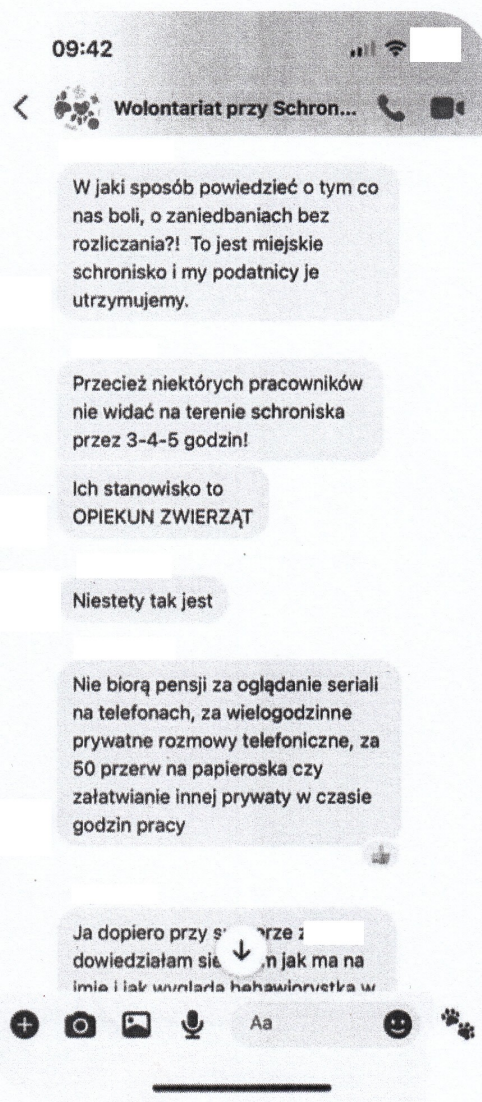 09:42
Wolontariat przy Schron...
W jaki sposób powiedzieć o tym co
nas boli, o zaniedbaniach bez
rozliczania?! To jest miejskie
schronisko i my podatnicy je
utrzymujemy.
Przecież niektórych pracowników
nie widać na terenie schroniska
przez 3-4-5 godzin!
Ich stanowisko to
OPIEKUN ZWIERZĄT
Niestety tak jest
Nie biorą pensji za oglądanie seriali
na telefonach, za wielogodzinne
prywatne rozmowy telefoniczne, za
50 przerw na papieroska czy
załatwianie innej prywaty w czasie
godzin pracy
Ja dopiero przy
dowiedziałam jak ma na
imię i jak wygląda behawiorystka w
Aa